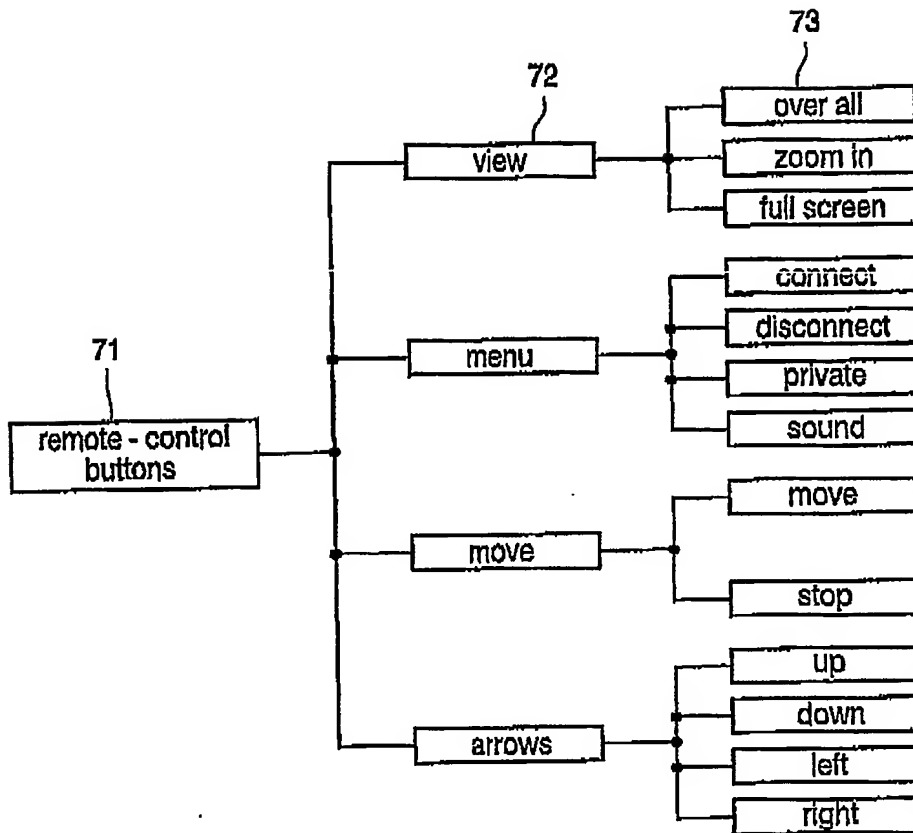 73
72
over all
view
zoom in
full screen
connect
71
menu
disconnect
private
remote - control
buttons
sound
move
move
stop
up
arrows
down
left
right